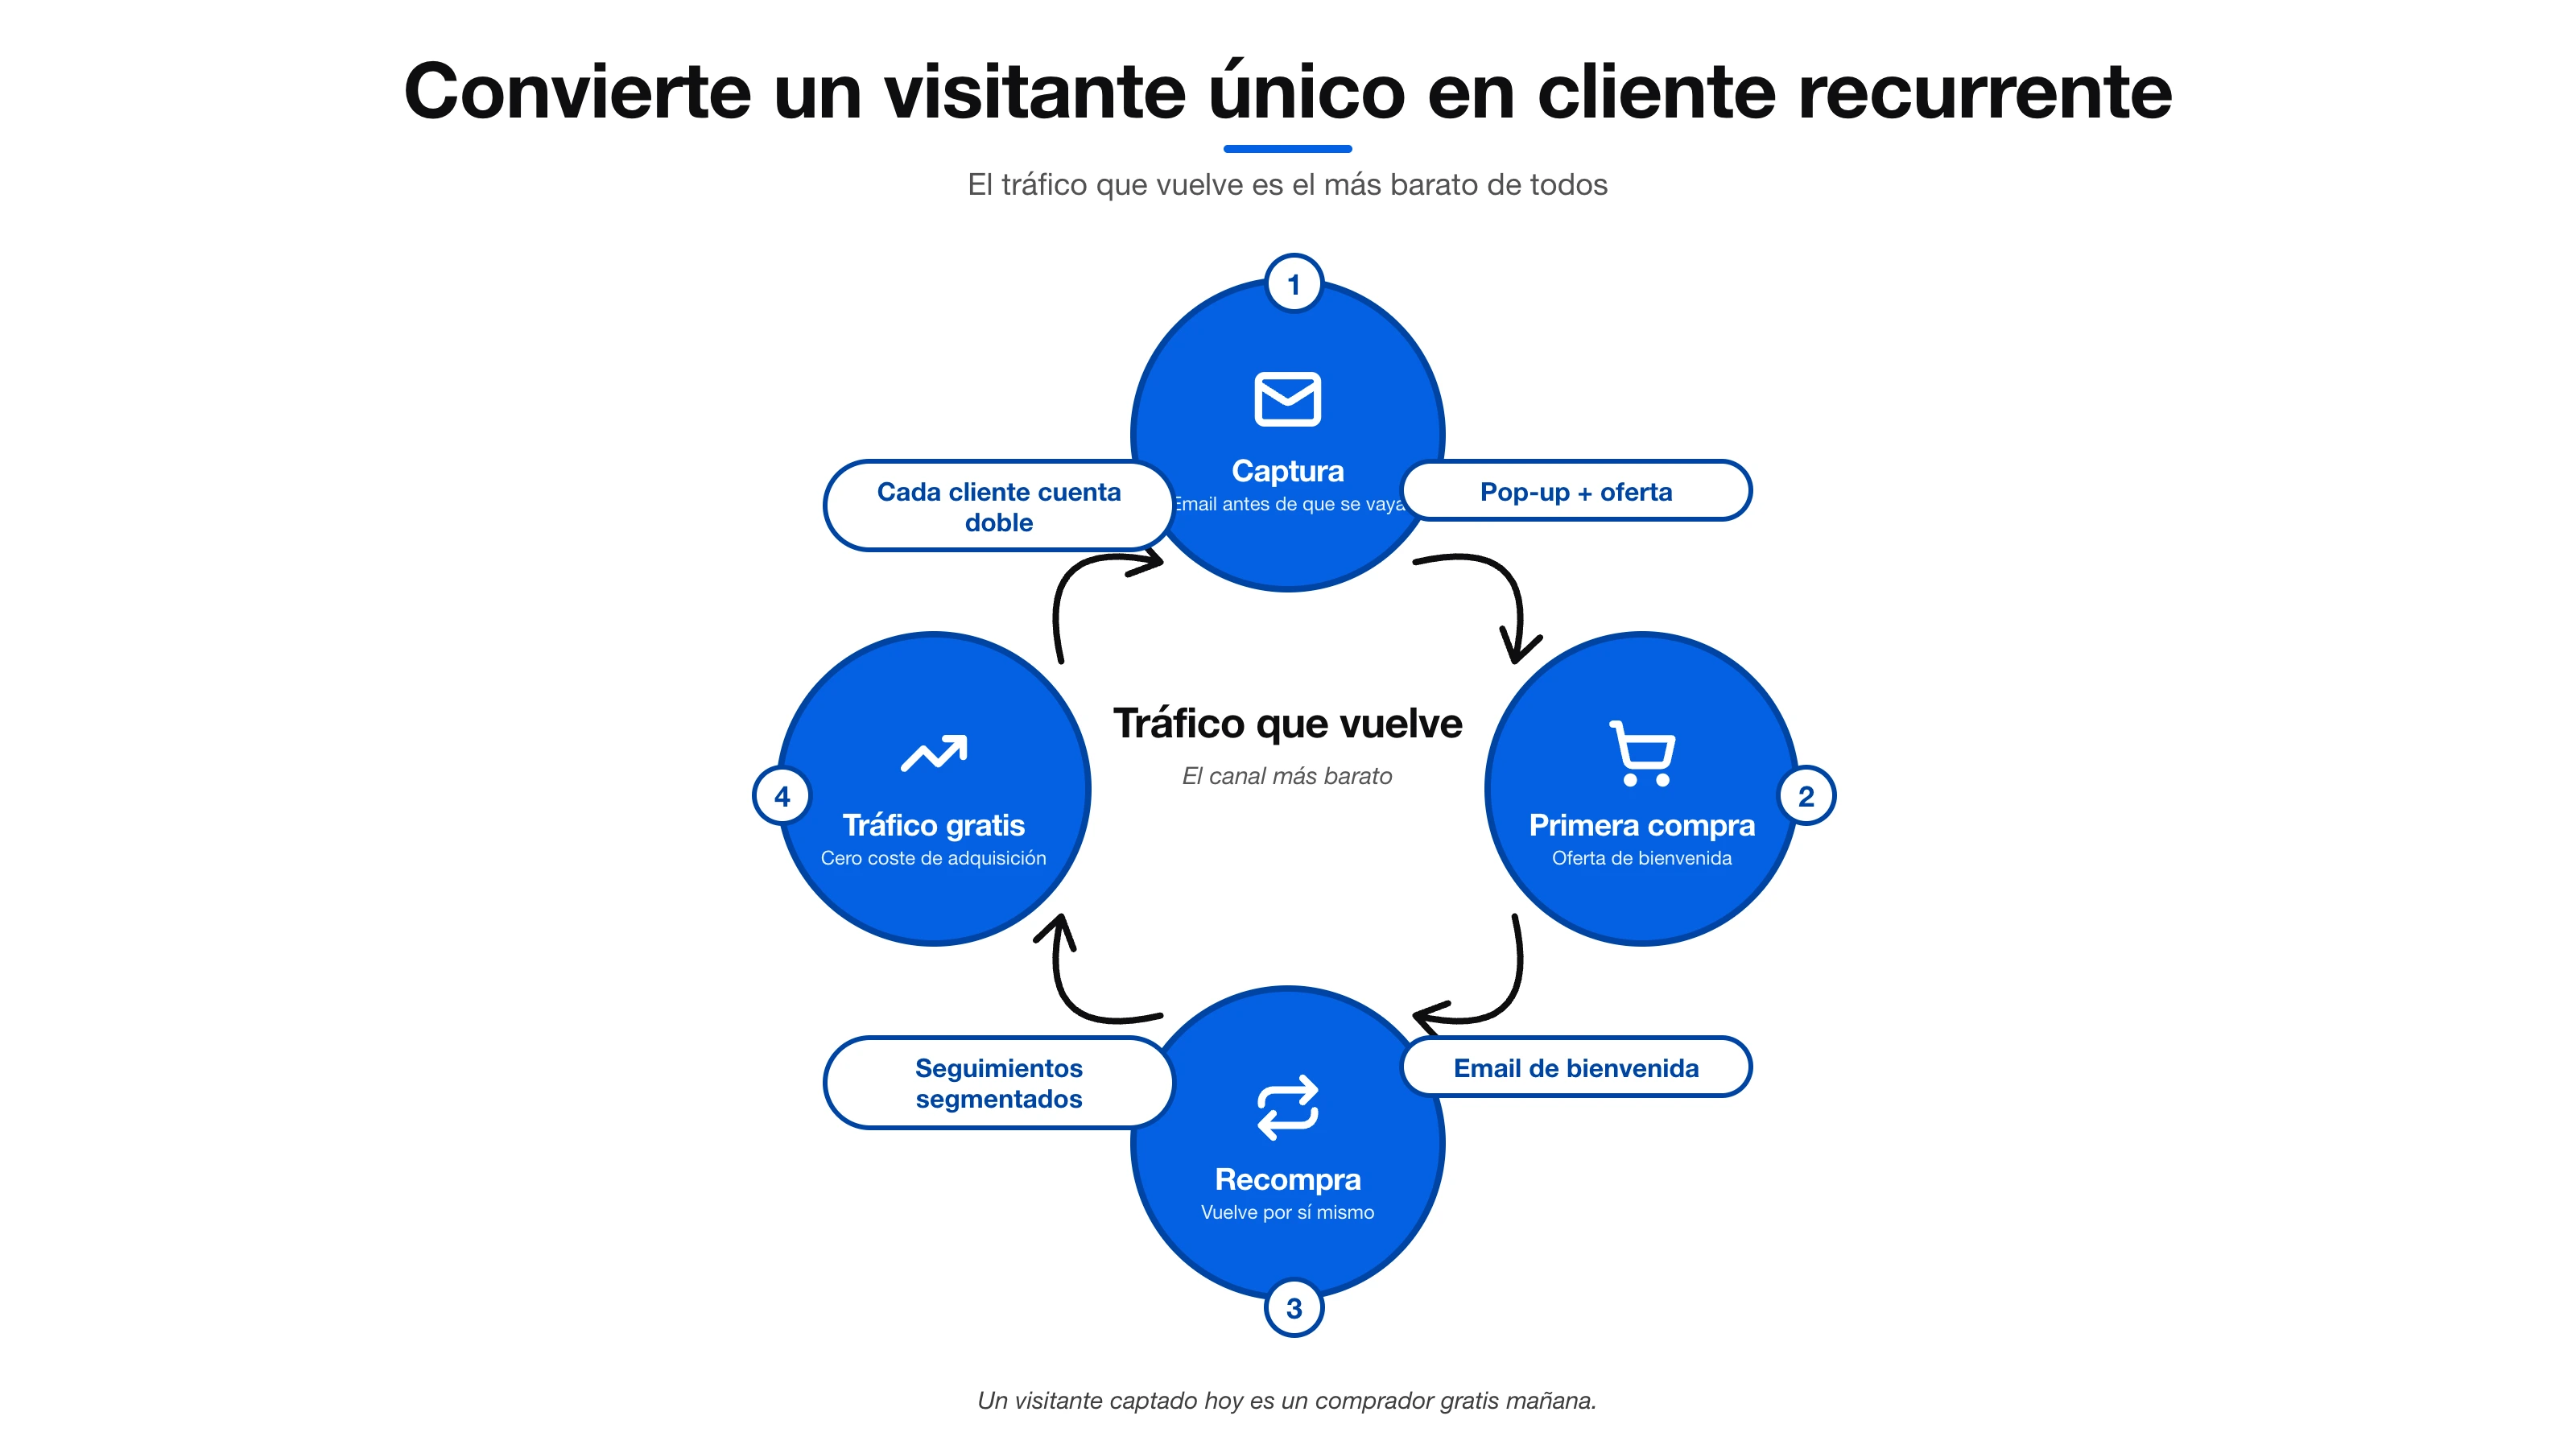 Convierte un visitante único en cliente recurrente
El tráfico que vuelve es el más barato de todos
1
Captura
Email antes de que se vaya
Cada cliente cuenta
doble
Pop-up + oferta
Tráfico que vuelve
El canal más barato
4
Tráfico gratis
Cero coste de adquisición
Primera compra
Oferta de bienvenida
2
Seguimientos
segmentados
Email de bienvenida
Recompra
Vuelve por sí mismo
3
Un visitante captado hoy es un comprador gratis mañana.